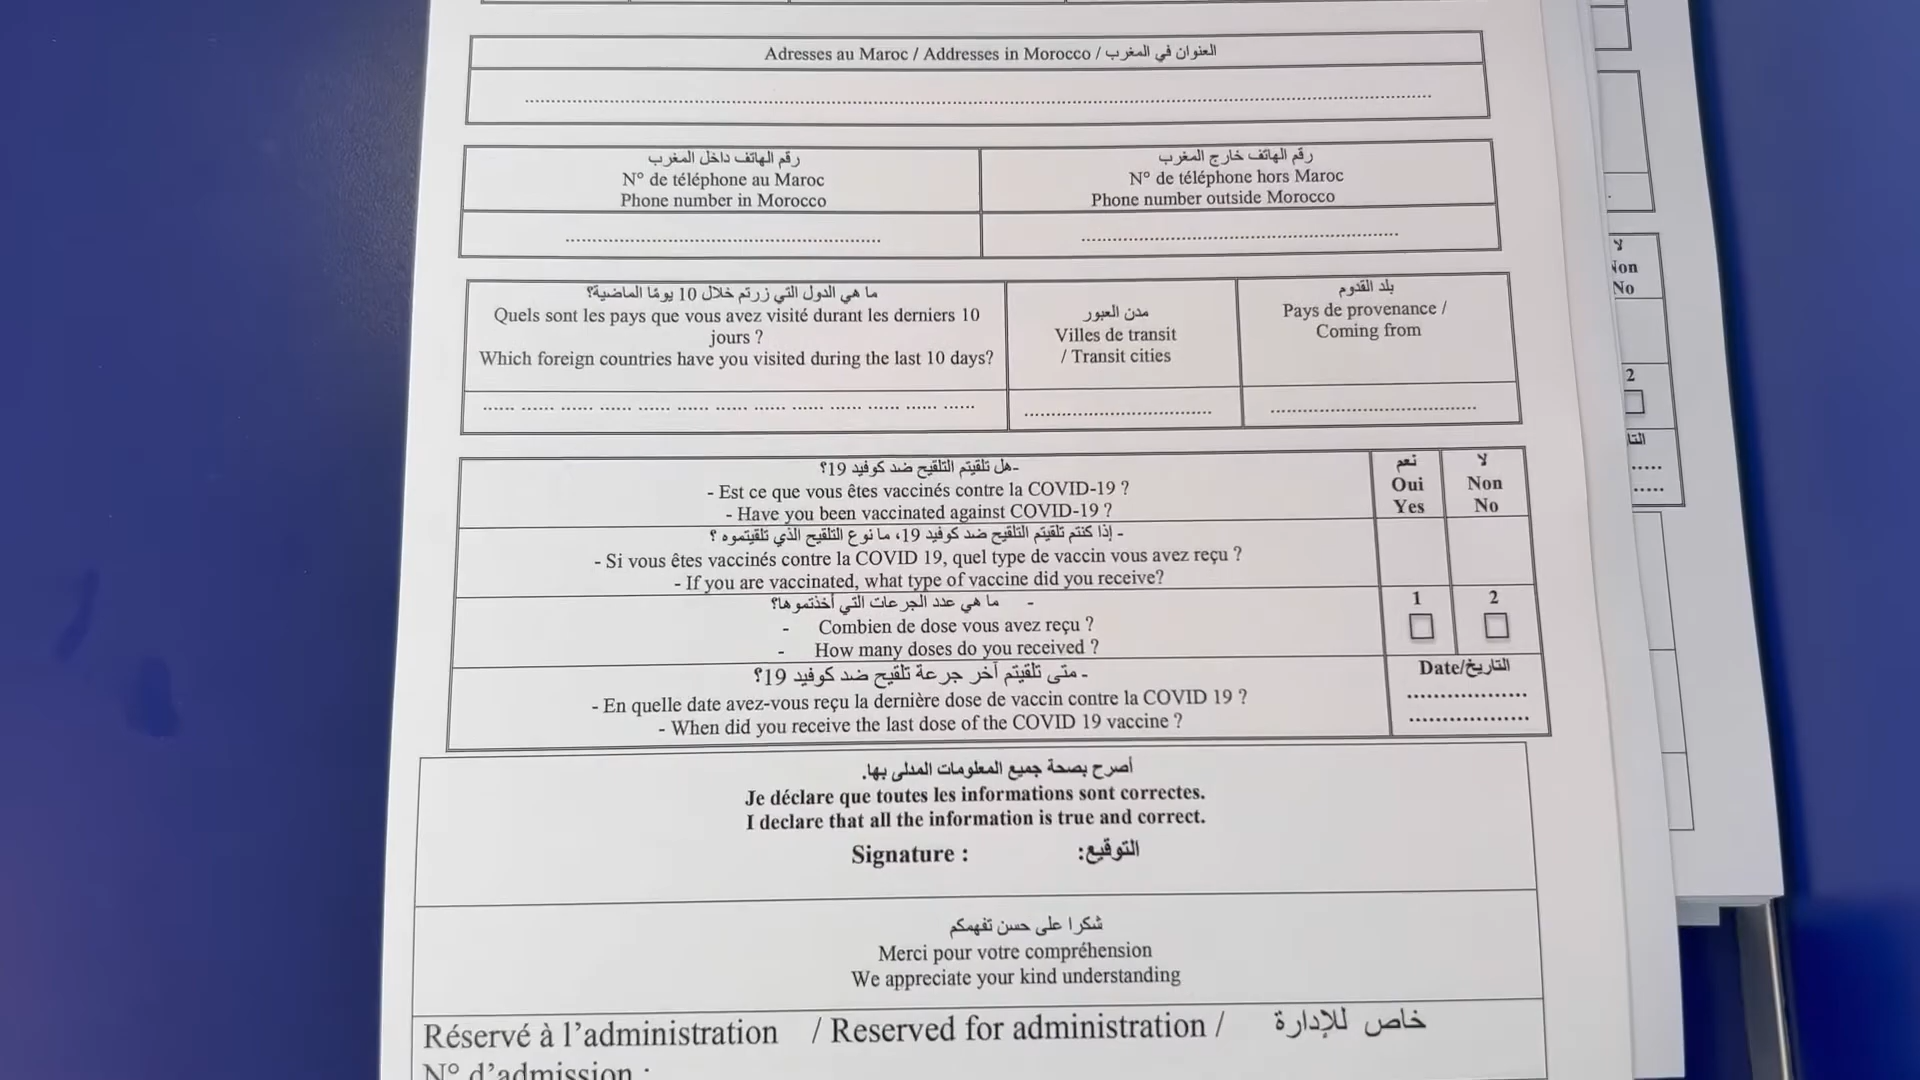 Adresses au Maroc / Addresses in Morocco / العنوان في المغرب
رقم الهاتف داخل المغرب
N° de téléphone au Maroc
Phone number in Morocco
رقم الهاتف خارج المغرب
N° de téléphone hors Maroc
Phone number outside Morocco
ما هي الدول التي زرتم خلال 10 يومًا الماضية؟
Quels sont les pays que vous avez visité durant les derniers 10
jours ?
Which foreign countries have you visited during the last 10 days?
مدن العبور
Villes de transit
/ Transit cities
بلد القدوم
Pays de provenance /
Coming from
-هل تلقيتم التلقيح ضد كوفيد 19؟
- Est ce que vous êtes vaccinés contre la COVID-19 ?
- Have you been vaccinated against COVID-19 ?
نعم
Oui
Yes
لا
Non
No
- إذا كنتم تلقيتم التلقيح ضد كوفيد 19، ما نوع التلقيح الذي تلقيتموه ؟
- Si vous êtes vaccinés contre la COVID 19, quel type de vaccin vous avez reçu ?
- If you are vaccinated, what type of vaccine did you receive?
- ما هي عدد الجرعات التي أخذتموها؟
- Combien de dose vous avez reçu ?
- How many doses do you received ?
1
2
- متى تلقيتم آخر جرعة تلقيح ضد كوفيد 19؟
- En quelle date avez-vous reçu la dernière dose de vaccin contre la COVID 19 ?
- When did you receive the last dose of the COVID 19 vaccine ?
Date/التاريخ
أصرح بصحة جميع المعلومات المدلى بها.
Je déclare que toutes les informations sont correctes.
I declare that all the information is true and correct.
Signature : التوقيع:
شكرا على حسن تفهمكم
Merci pour votre compréhension
We appreciate your kind understanding
Réservé à l'administration / Reserved for administration / خاص للإدارة
N° d'admission :
لا
Non
No
2